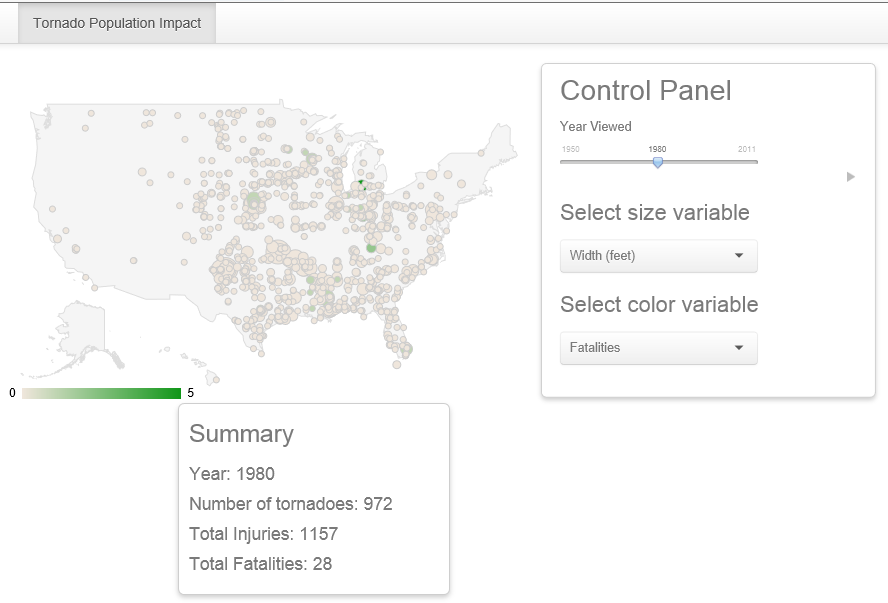 Tornado Population Impact
Control Panel
Year Viewed
1950 1980 2011
Select size variable
Width (feet)
Select color variable
Fatalities
0 5
Summary
Year: 1980
Number of tornadoes: 972
Total Injuries: 1157
Total Fatalities: 28